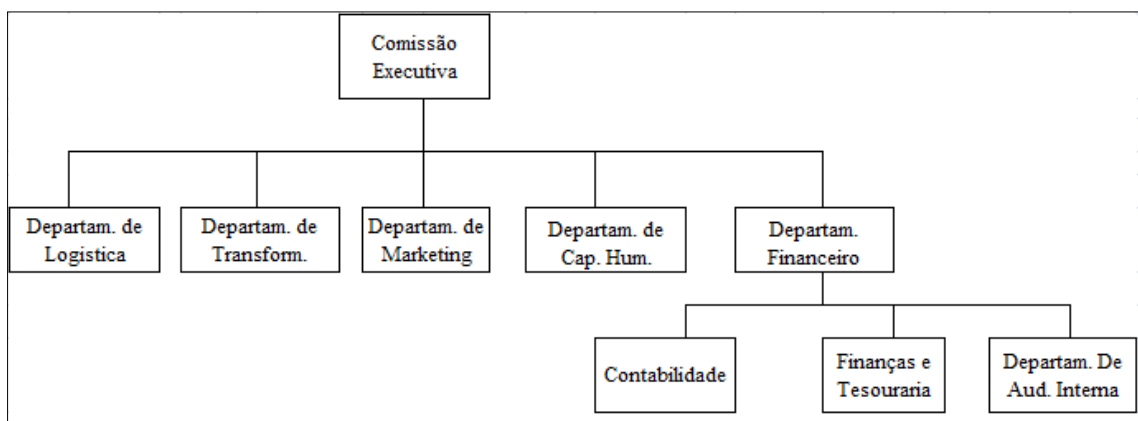 Comissão
Executiva
Departam. de
Logistica
Departam. de
Transform.
Departam. de
Marketing
Departam. de
Cap. Hum.
Departam.
Financeiro
Contabilidade
Finanças e
Tesouraria
Departam. De
Aud. Interna